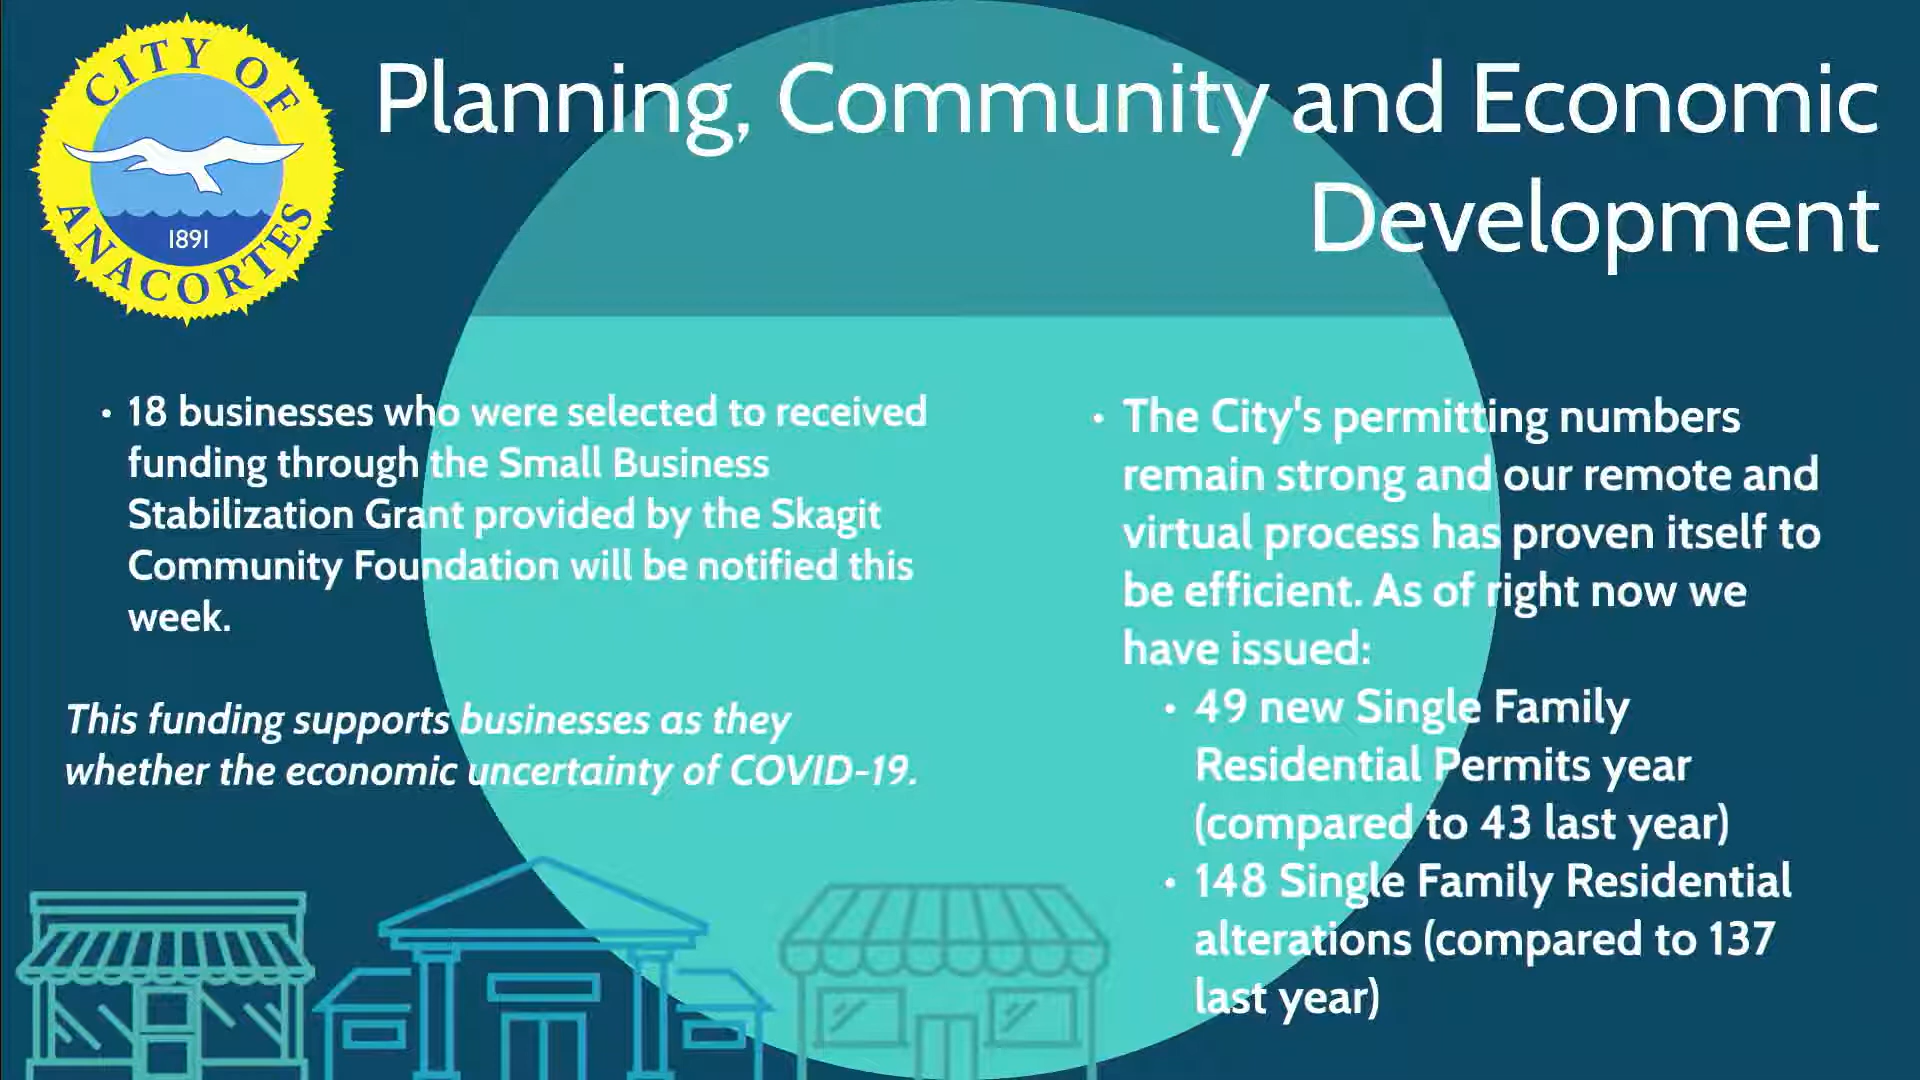 CITY OF
ANACORTES
1891
Planning, Community and Economic
Development
• 18 businesses who were selected to received
funding through the Small Business
Stabilization Grant provided by the Skagit
Community Foundation will be notified this
week.
This funding supports businesses as they
whether the economic uncertainty of COVID-19.
• The City's permitting numbers
remain strong and our remote and
virtual process has proven itself to
be efficient. As of right now we
have issued:
• 49 new Single Family
Residential Permits year
(compared to 43 last year)
• 148 Single Family Residential
alterations (compared to 137
last year)